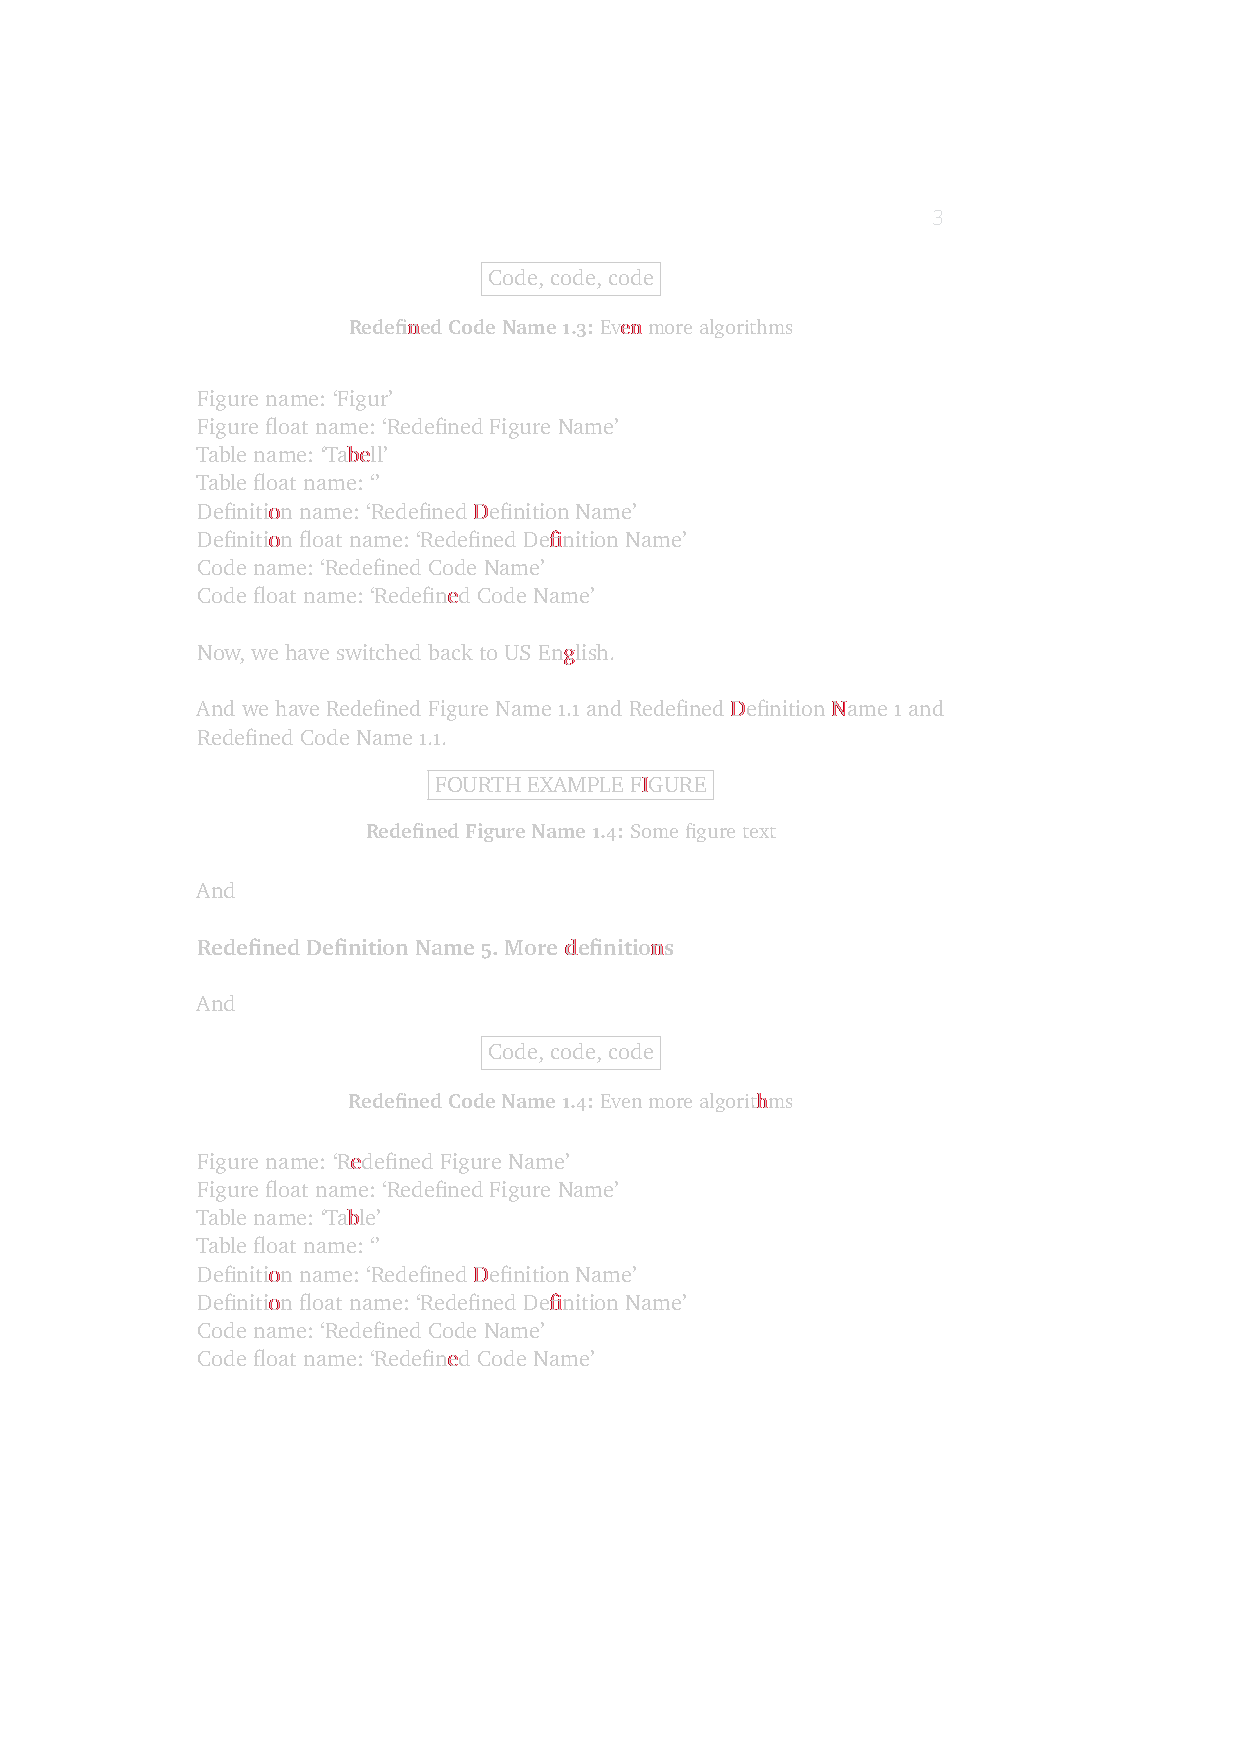 3
Code, code, code
Redefined Code Name 1.3: Even more algorithms
Figure name: ‘Figur’
Figure float name: ‘Redefined Figure Name’
Table name: ‘Tabell’
Table float name: ‘’
Definition name: ‘Redefined Definition Name’
Definition float name: ‘Redefined Definition Name’
Code name: ‘Redefined Code Name’
Code float name: ‘Redefined Code Name’
Now, we have switched back to US English.
And we have Redefined Figure Name 1.1 and Redefined Definition Name 1 and
Redefined Code Name 1.1.
FOURTH EXAMPLE FIGURE
Redefined Figure Name 1.4: Some figure text
And
Redefined Definition Name 5. More definitions
And
Code, code, code
Redefined Code Name 1.4: Even more algorithms
Figure name: ‘Redefined Figure Name’
Figure float name: ‘Redefined Figure Name’
Table name: ‘Table’
Table float name: ‘’
Definition name: ‘Redefined Definition Name’
Definition float name: ‘Redefined Definition Name’
Code name: ‘Redefined Code Name’
Code float name: ‘Redefined Code Name’